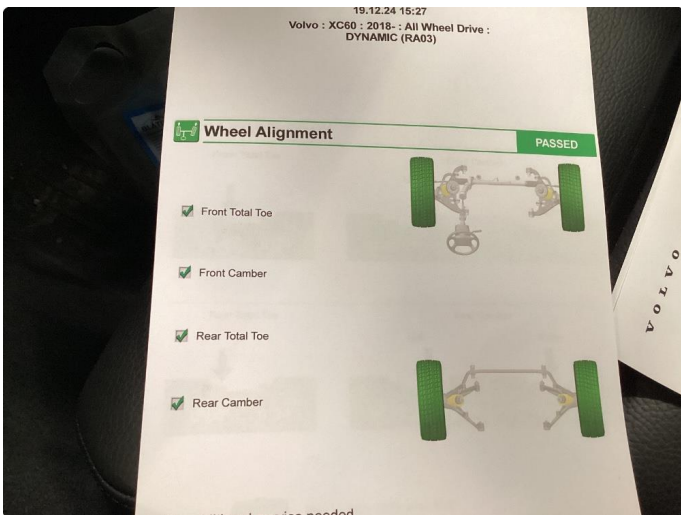 19.12.24 15:27
Volvo : XC60 : 2018- : All Wheel Drive :
DYNAMIC (RA03)
Wheel Alignment
PASSED
Front Total Toe
Front Camber
Rear Total Toe
Rear Camber
needed
VOLVO